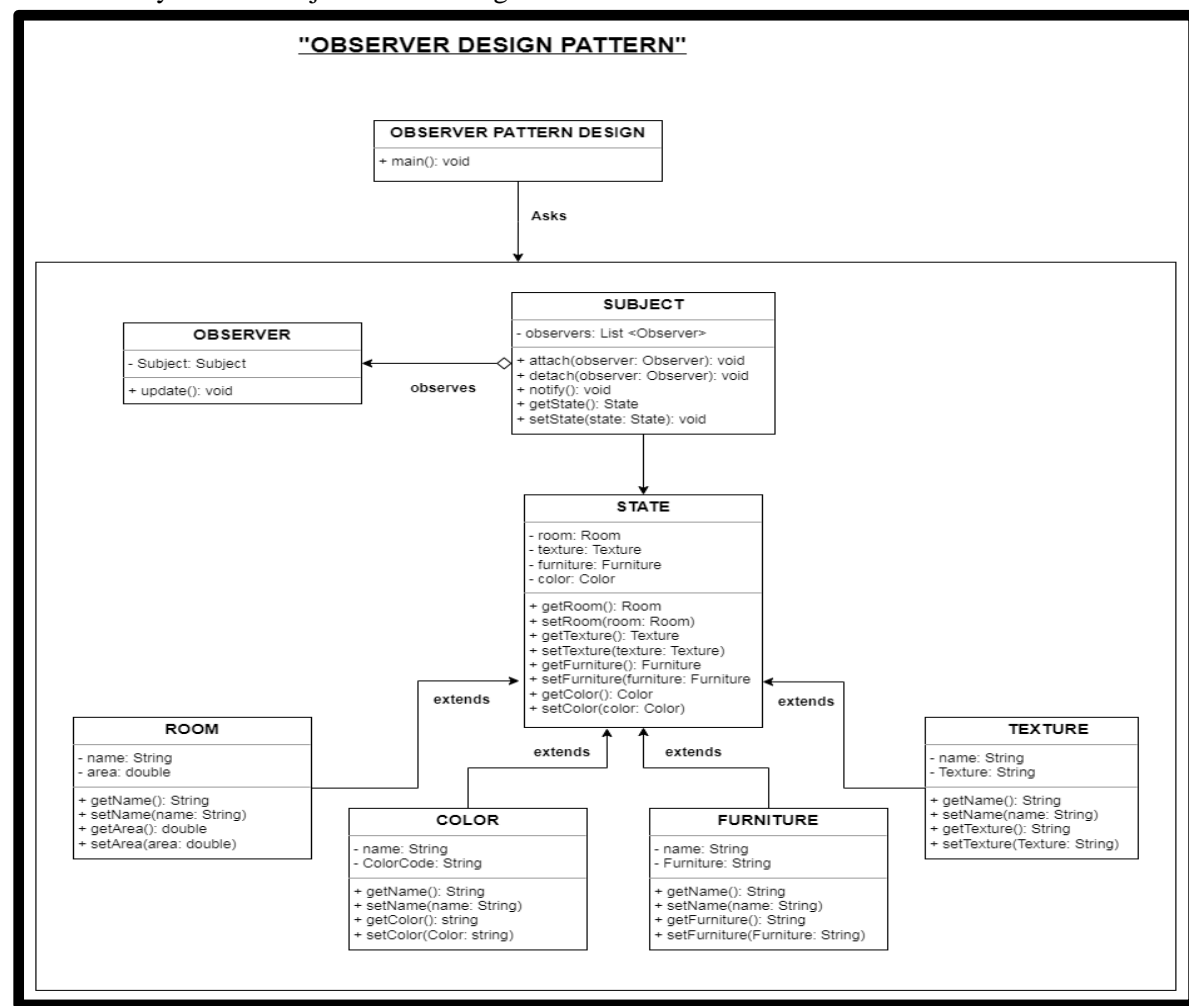 "OBSERVER DESIGN PATTERN"
OBSERVER PATTERN DESIGN
+ main(): void
Asks
SUBJECT
- observers: List <Observer>
+ attach(observer: Observer): void
+ detach(observer: Observer): void
+ notify(): void
+ getState(): State
+ setState(state: State): void
OBSERVER
- Subject: Subject
+ update(): void
observes
STATE
- room: Room
- texture: Texture
- furniture: Furniture
- color: Color
+ getRoom(): Room
+ setRoom(room: Room)
+ getTexture(): Texture
+ setTexture(texture: Texture)
+ getFurniture(): Furniture
+ setFurniture(furniture: Furniture
+ getColor(): Color
+ setColor(color: Color)
extends
extends
extends
extends
ROOM
- name: String
- area: double
+ getName(): String
+ setName(name: String)
+ getArea(): double
+ setArea(area: double)
COLOR
- name: String
- ColorCode: String
+ getName(): String
+ setName(name: String)
+ getColor(): string
+ setColor(Color: string)
FURNITURE
- name: String
- Furniture: String
+ getName(): String
+ setName(name: String)
+ getFurniture(): String
+ setFurniture(Furniture: String)
TEXTURE
- name: String
- Texture: String
+ getName(): String
+ setName(name: String)
+ getTexture(): String
+ setTexture(Texture: String)